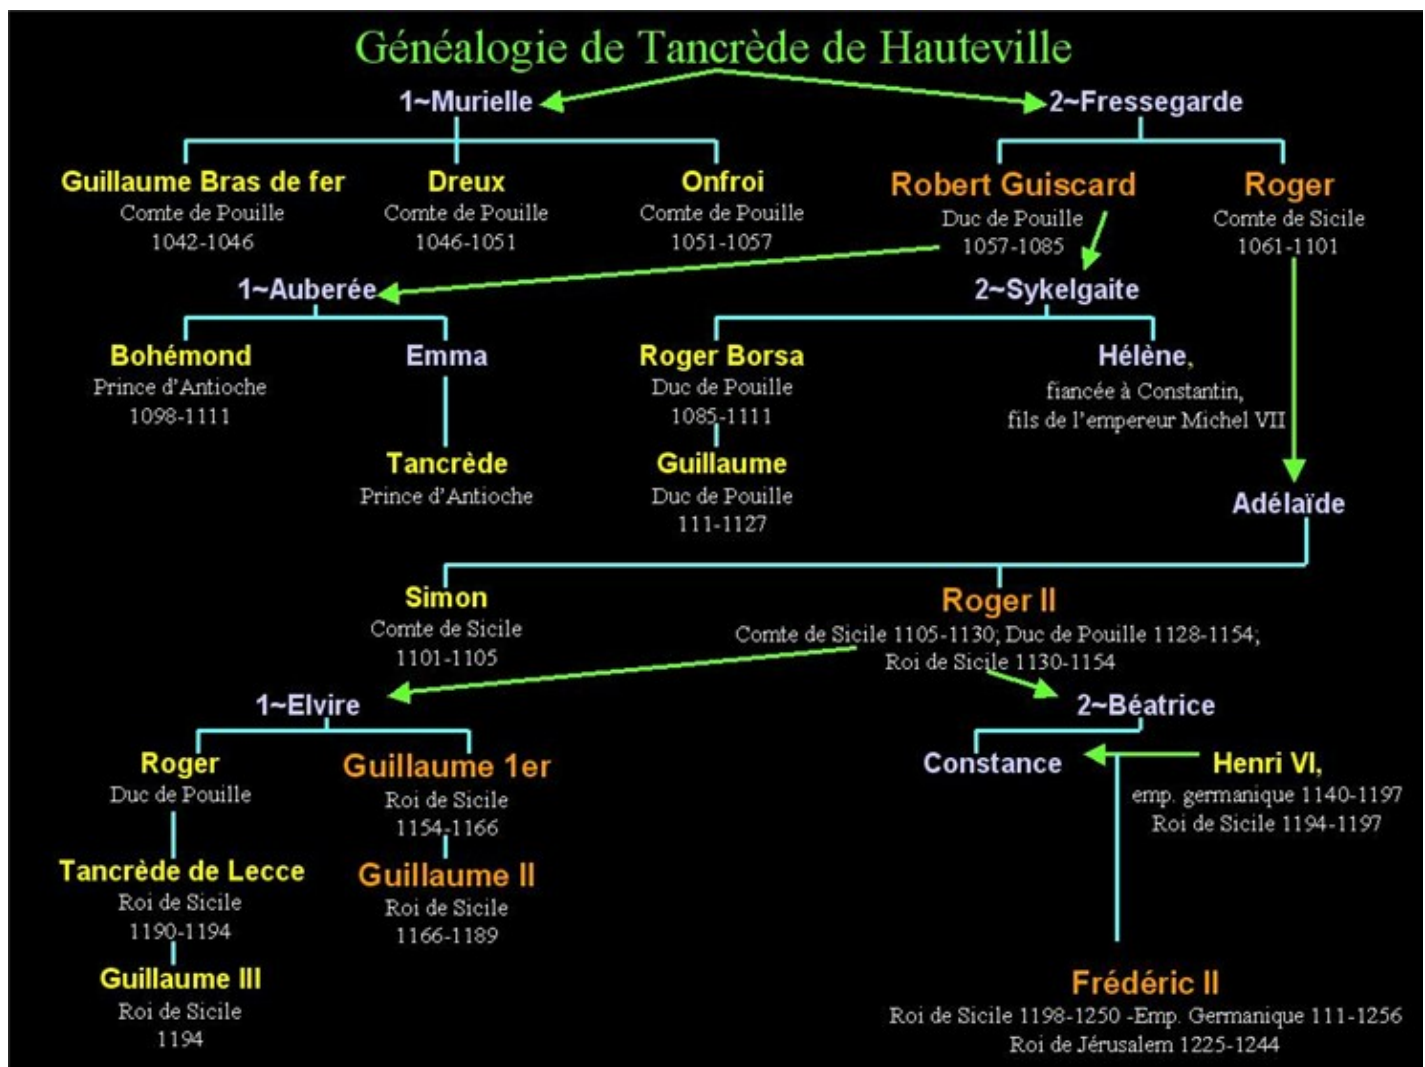 Généalogie de Tancrède de Hauteville
1~Murielle
2~Fressegarde
Guillaume Bras de fer
Comte de Pouille
1042-1046
Dreux
Comte de Pouille
1046-1051
Onfroi
Comte de Pouille
1051-1057
Robert Guiscard
Duc de Pouille
1057-1085
Roger
Comte de Sicile
1061-1101
1~Auberée
2~Sykelgaite
Bohémond
Prince d'Antioche
1098-1111
Emma
Roger Borsa
Duc de Pouille
1085-1111
Hélène,
fiancée à Constantin,
fils de l'empereur Michel VII
Tancrède
Prince d'Antioche
Guillaume
Duc de Pouille
111-1127
Adélaïde
Simon
Comte de Sicile
1101-1105
Roger II
Comte de Sicile 1105-1130; Duc de Pouille 1128-1154;
Roi de Sicile 1130-1154
1~Elvire
2~Béatrice
Roger
Duc de Pouille
Guillaume 1er
Roi de Sicile
1154-1166
Constance
Henri VI,
emp. germanique 1140-1197
Roi de Sicile 1194-1197
Tancrède de Lecce
Roi de Sicile
1190-1194
Guillaume II
Roi de Sicile
1166-1189
Guillaume III
Roi de Sicile
1194
Frédéric II
Roi de Sicile 1198-1250 -Emp. Germanique 111-1256
Roi de Jérusalem 1225-1244